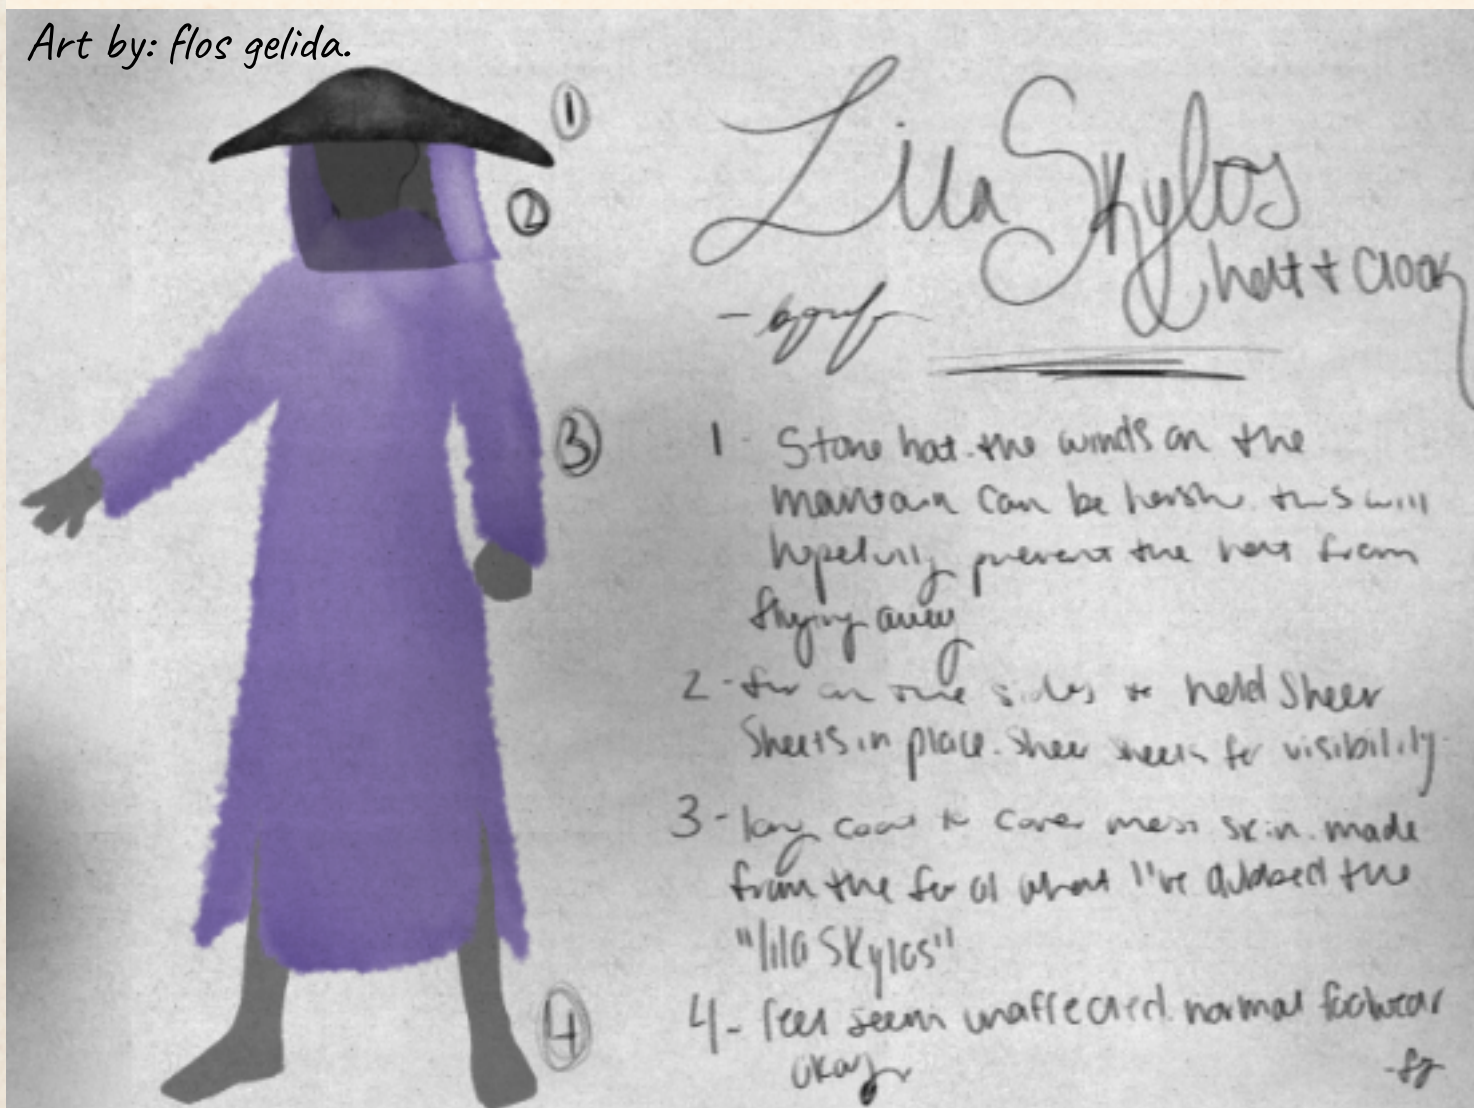 Art by: flos gelida.
1
2
3
4
Lila Skylos
hat + cloak
1 - Stone hat. the winds on the
mountain can be harsh. this will
hopefully prevent the hat from
flying away
2 - fur on the sides to held sheer
sheets in place. sheer sheets for visibility.
3 - long coat to cover most skin. made
from the fur of what I've dubbed the
"lila Skylos"
4 - feet seem unaffected. normal footwear
okay